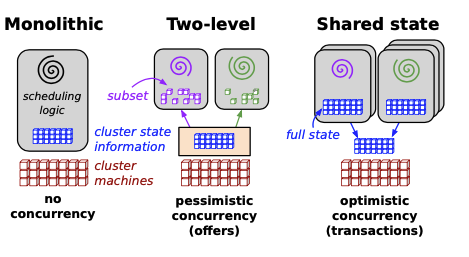 Monolithic
Two-level
Shared state
scheduling
logic
subset
cluster state
information
full state
cluster
machines
no
concurrency
pessimistic
concurrency
(offers)
optimistic
concurrency
(transactions)